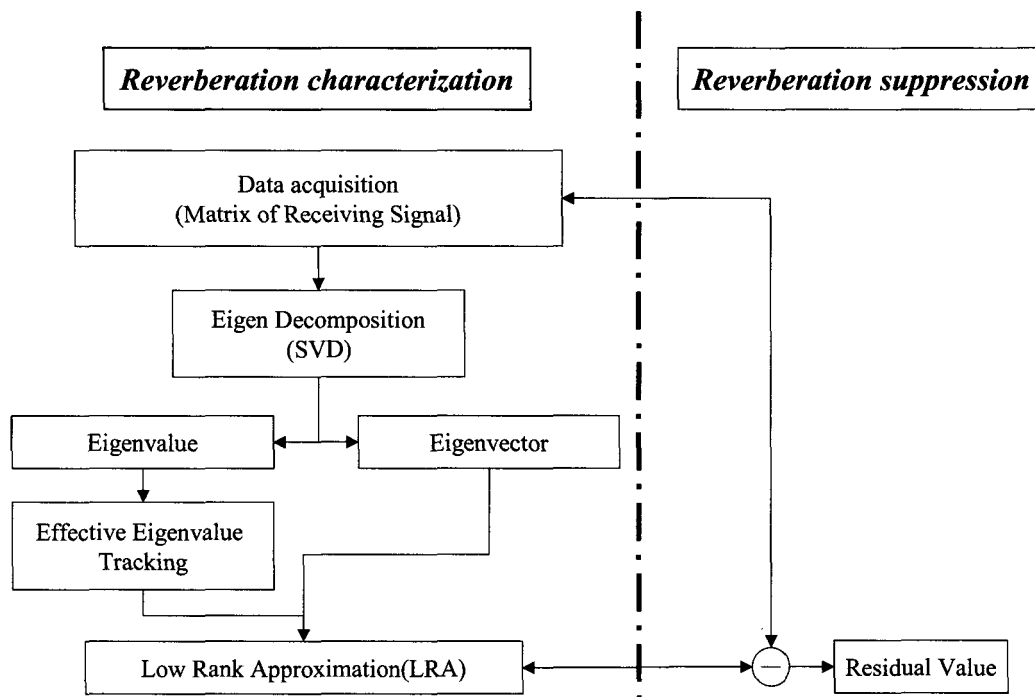 Reverberation characterization
Reverberation suppression
Data acquisition
(Matrix of Receiving Signal)
Eigen Decomposition
(SVD)
Eigenvalue
Eigenvector
Effective Eigenvalue
Tracking
Low Rank Approximation(LRA)
—
Residual Value